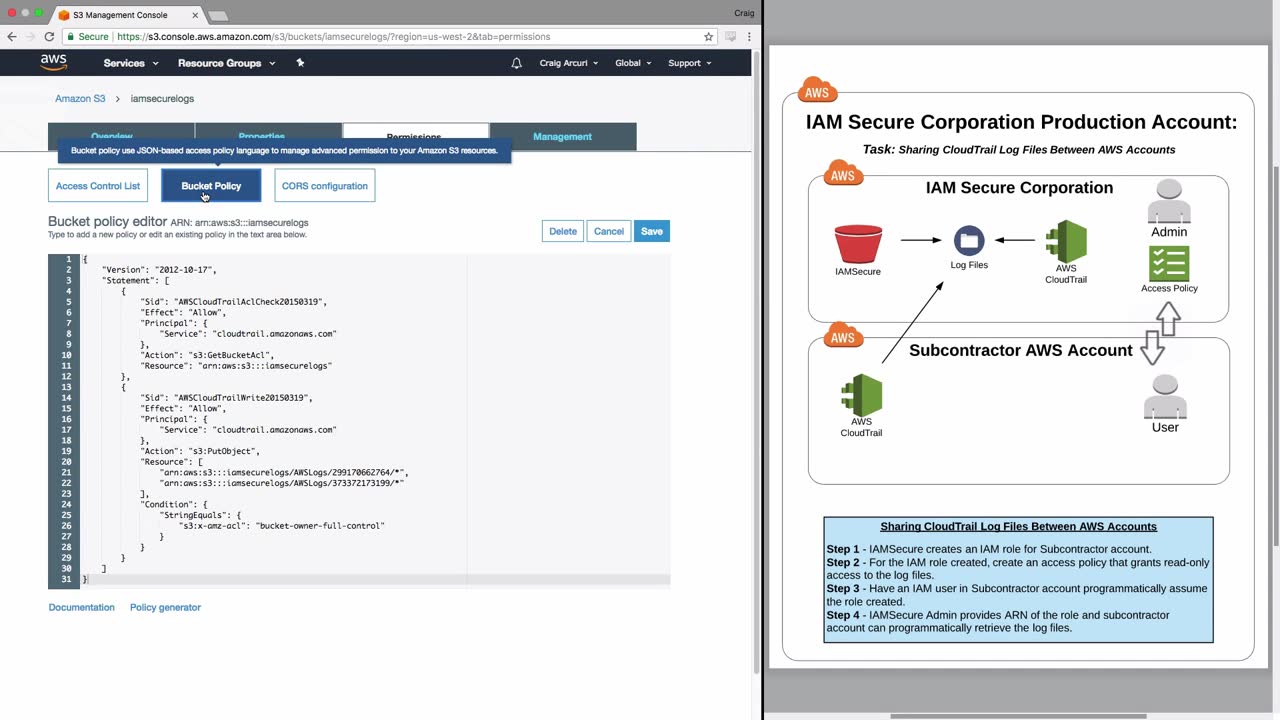 S3 Management Console
Craig
Secure
https://s3.console.aws.amazon.com/s3/buckets/iamsecurelogs/?region=us-west-2&tab=permissions
aws
Services
Resource Groups
Craig Arcuri
Global
Support
Amazon S3 > iamsecurelogs
Overview
Properties
Permissions
Management
Bucket policy use JSON-based access policy language to manage advanced permission to your Amazon S3 resources.
Access Control List
Bucket Policy
CORS configuration
Bucket policy editor ARN: arn:aws:s3:::iamsecurelogs
Type to add a new policy or edit an existing policy in the text area below.
Delete
Cancel
Save
1 {
2 "Version": "2012-10-17",
3 "Statement": [
4 {
5 "Sid": "AWSCloudTrailAclCheck20150319",
6 "Effect": "Allow",
7 "Principal": {
8 "Service": "cloudtrail.amazonaws.com"
9 },
10 "Action": "s3:GetBucketAcl",
11 "Resource": "arn:aws:s3:::iamsecurelogs"
12 },
13 {
14 "Sid": "AWSCloudTrailWrite20150319",
15 "Effect": "Allow",
16 "Principal": {
17 "Service": "cloudtrail.amazonaws.com"
18 },
19 "Action": "s3:PutObject",
20 "Resource": [
21 "arn:aws:s3:::iamsecurelogs/AWSLogs/299170662764/*",
22 "arn:aws:s3:::iamsecurelogs/AWSLogs/373372173199/*"
23 ],
24 "Condition": {
25 "StringEquals": {
26 "s3:x-amz-acl": "bucket-owner-full-control"
27 }
28 }
29 }
30 ]
31 }
Documentation
Policy generator
AWS
IAM Secure Corporation Production Account:
Task: Sharing CloudTrail Log Files Between AWS Accounts
AWS
IAM Secure Corporation
Admin
IAMSecure
Log Files
AWS
CloudTrail
Access Policy
AWS
Subcontractor AWS Account
AWS
CloudTrail
User
Sharing CloudTrail Log Files Between AWS Accounts
Step 1 - IAMSecure creates an IAM role for Subcontractor account.
Step 2 - For the IAM role created, create an access policy that grants read-only
access to the log files.
Step 3 - Have an IAM user in Subcontractor account programmatically assume
the role created.
Step 4 - IAMSecure Admin provides ARN of the role and subcontractor
account can programmatically retrieve the log files.